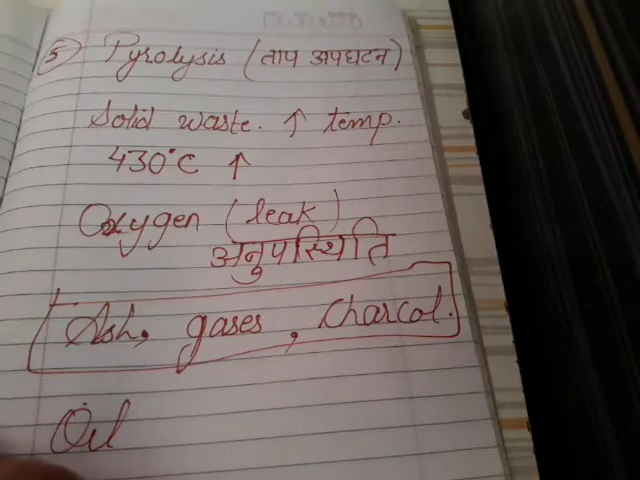 5 Pyrolysis (ताप अपघटन)
Solid waste. ↑ temp.
430°C ↑
Oxygen (leak)
अनुपस्थिति
Ash, gases, Charcol.
Oil